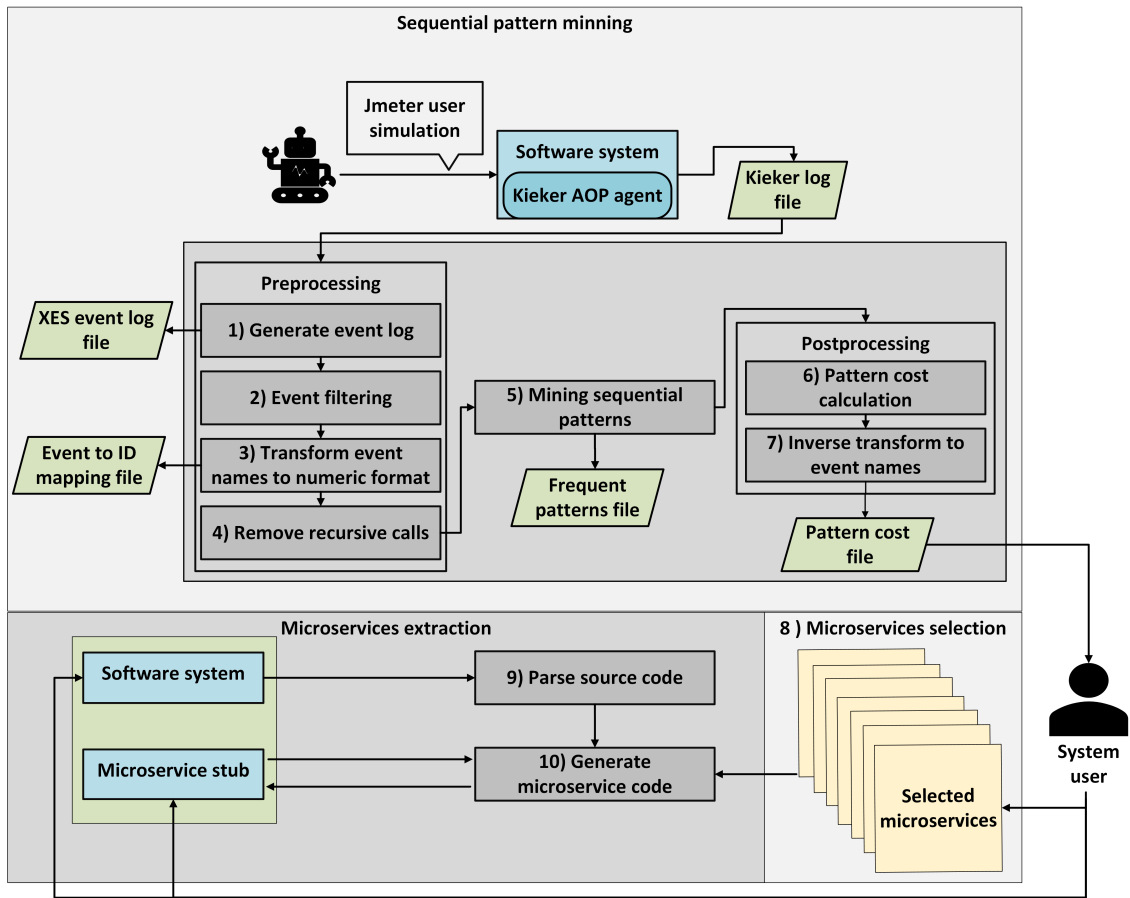 Sequential pattern minning
Jmeter user
simulation
Software system
Kieker AOP agent
Kieker log
file
Preprocessing
1) Generate event log
XES event log
file
2) Event filtering
3) Transform event
names to numeric format
Event to ID
mapping file
4) Remove recursive calls
5) Mining sequential
patterns
Frequent
patterns file
Postprocessing
6) Pattern cost
calculation
7) Inverse transform to
event names
Pattern cost
file
Microservices extraction
8 ) Microservices selection
Software system
9) Parse source code
Microservice stub
10) Generate
microservice code
Selected
microservices
System
user